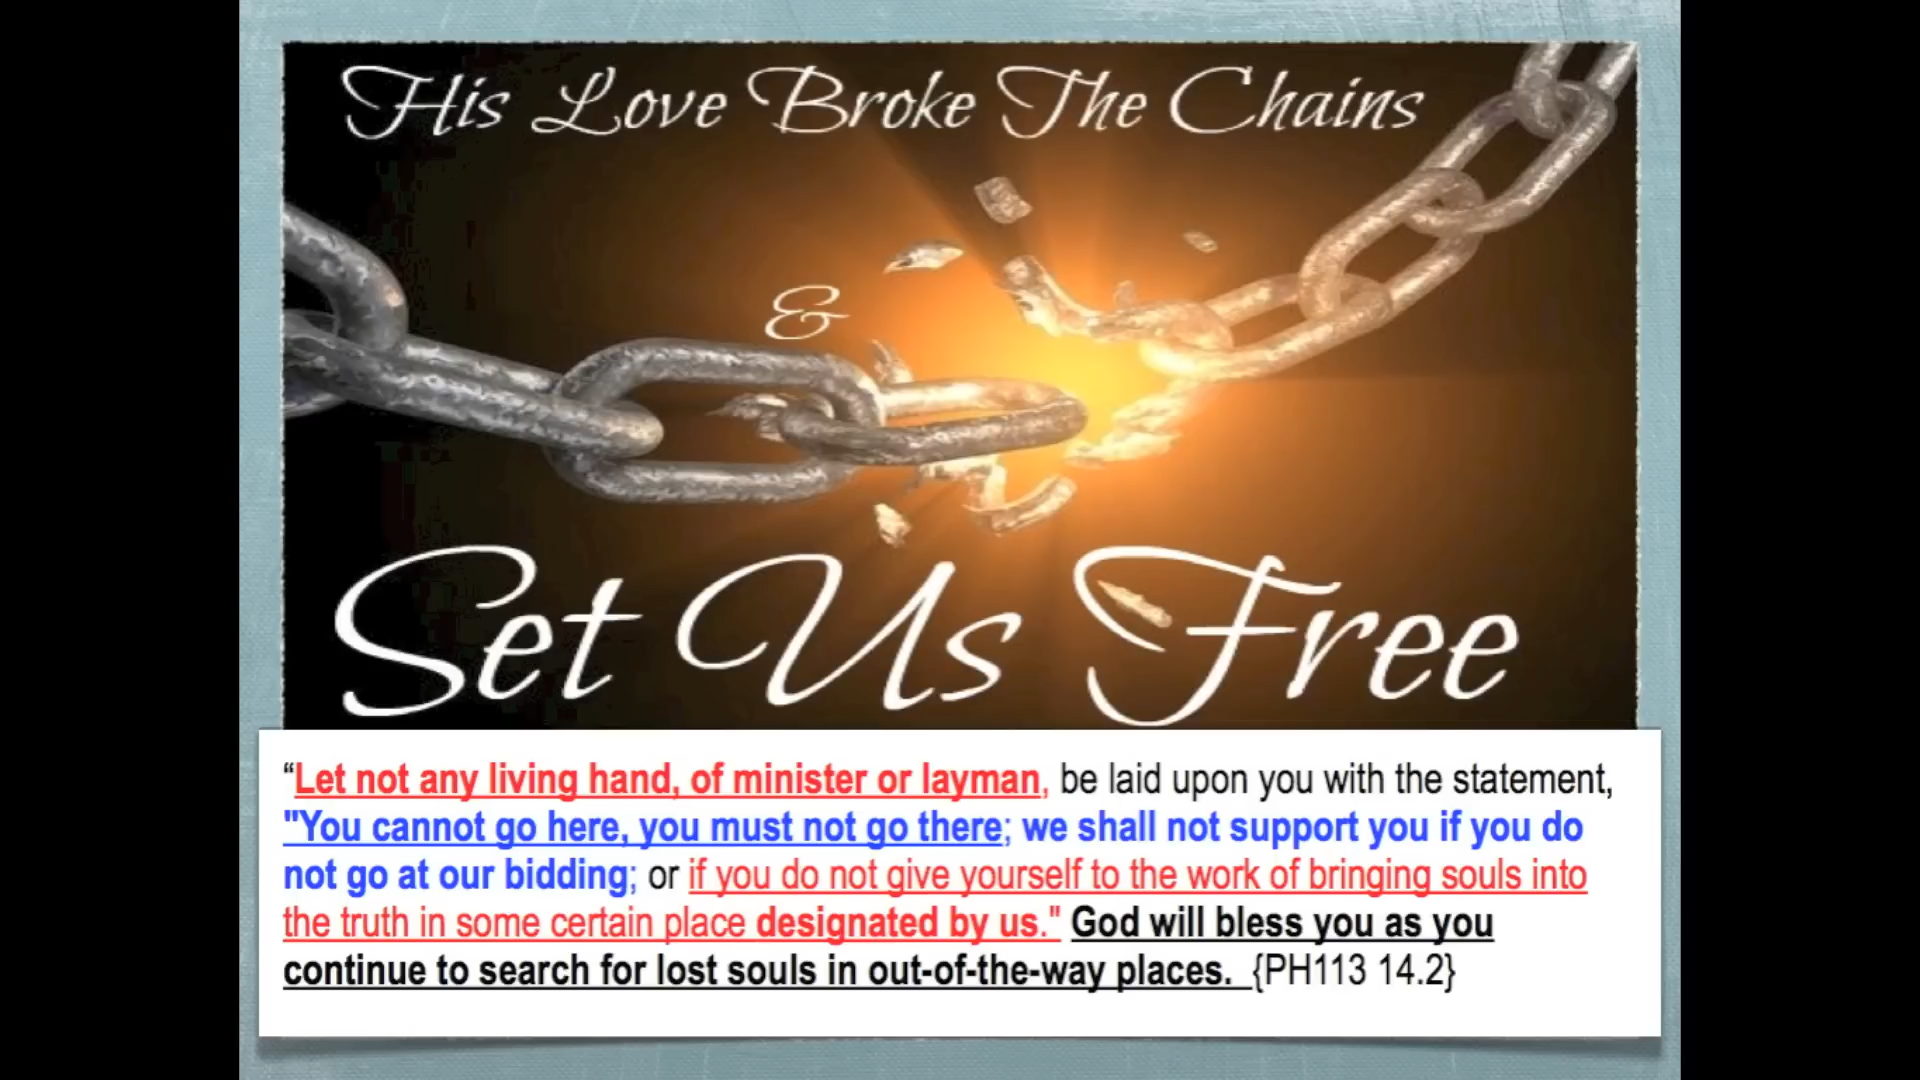 His Love Broke The Chains
&
Set Us Free
“Let not any living hand, of minister or layman, be laid upon you with the statement,
"You cannot go here, you must not go there; we shall not support you if you do
not go at our bidding; or if you do not give yourself to the work of bringing souls into
the truth in some certain place designated by us." God will bless you as you
continue to search for lost souls in out-of-the-way places. {PH113 14.2}